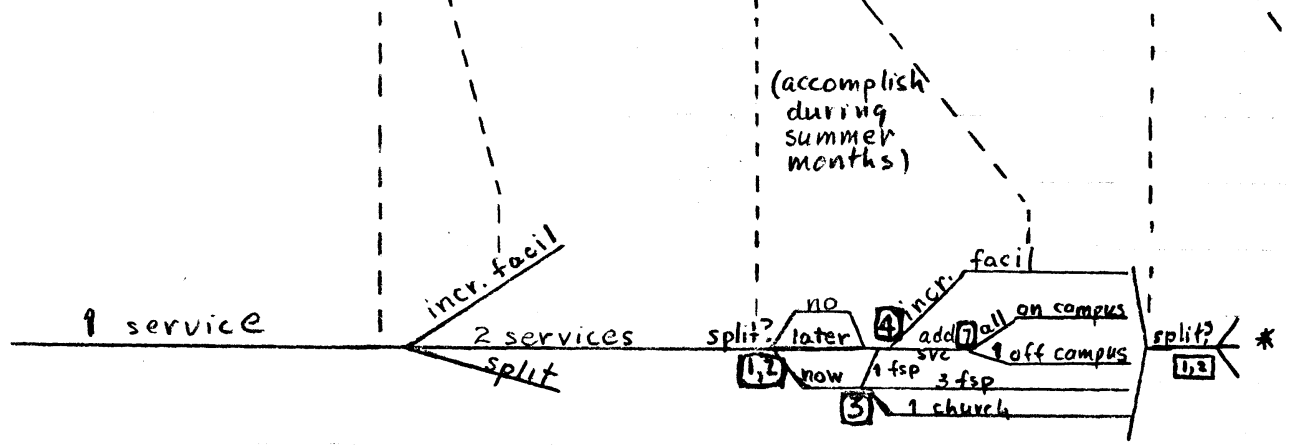 (accomplish
during
summer
months)
incr. facil
1 service
2 services
split
split?
1,2
no
later
now
3
4
incr.
facil
add
svc
7
all
on campus
1 off campus
1 fsp
3 fsp
1 church
split?
1,2
*